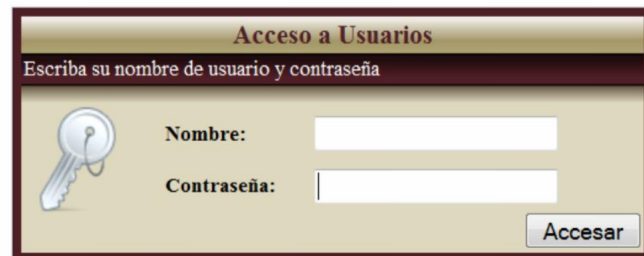 Acceso a Usuarios
Escriba su nombre de usuario y contraseña
Nombre:
Contraseña:
Accesar